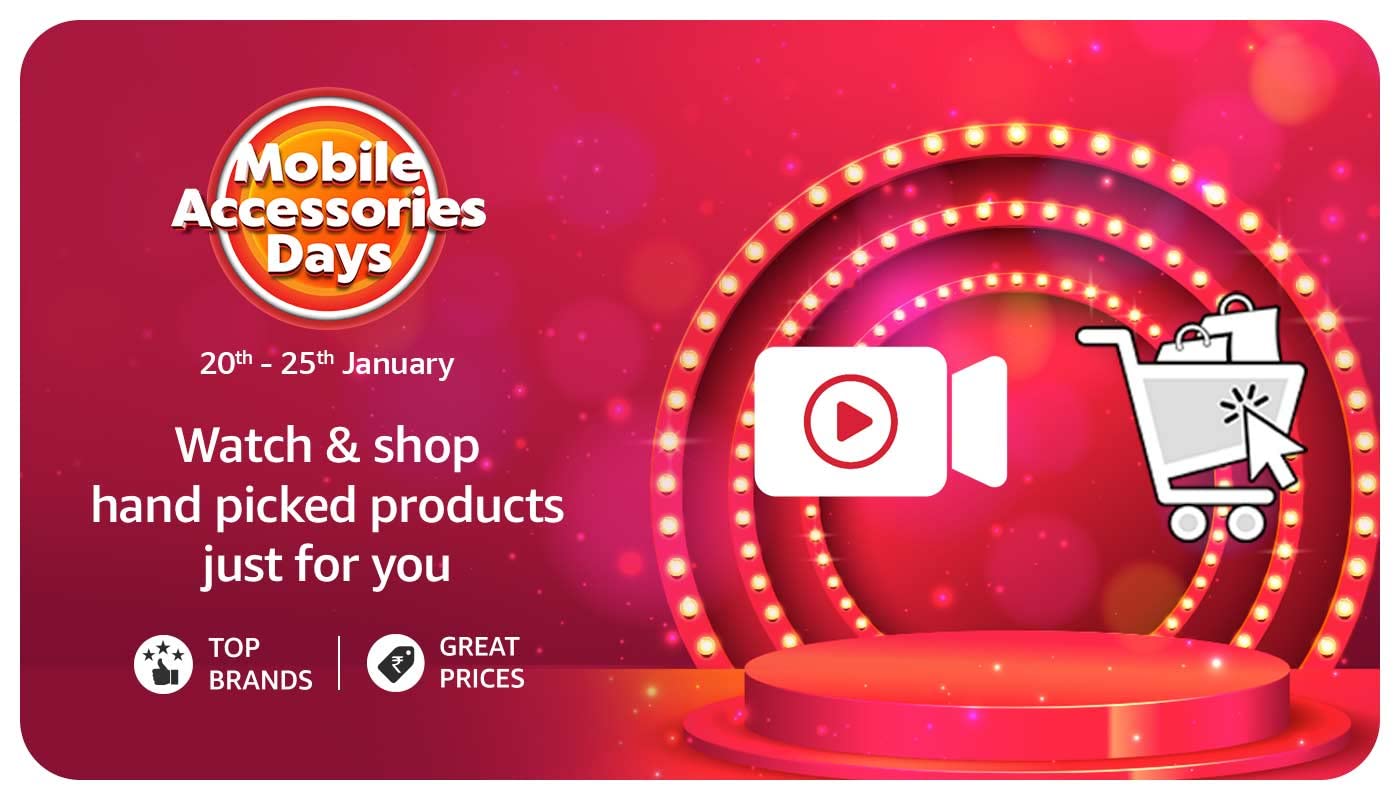 Mobile
Accessories
Days
20th - 25th January
Watch & shop
hand picked products
just for you
TOP
BRANDS
₹
GREAT
PRICES